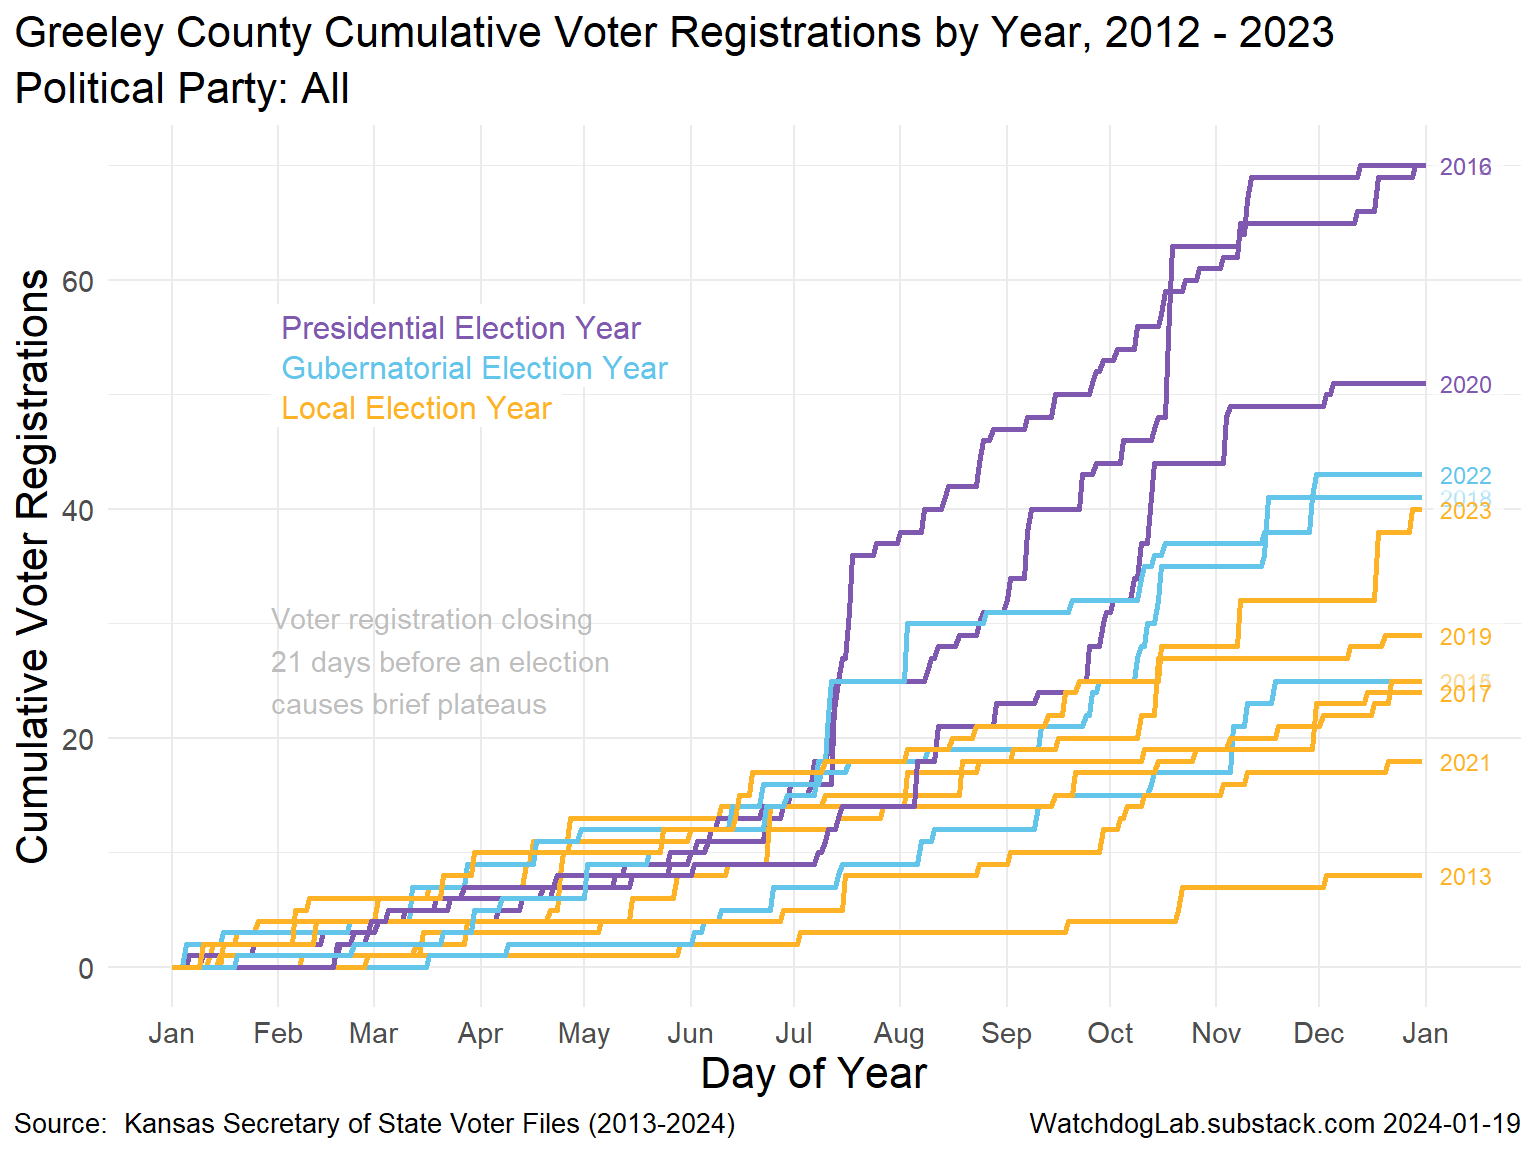 Greeley County Cumulative Voter Registrations by Year, 2012 - 2023
Political Party: All
Cumulative Voter Registrations
60
40
20
0
Presidential Election Year
Gubernatorial Election Year
Local Election Year
Voter registration closing
21 days before an election
causes brief plateaus
2016
2020
2022
2018
2023
2019
2015
2017
2021
2013
Jan Feb Mar Apr May Jun Jul Aug Sep Oct Nov Dec Jan
Day of Year
Source:  Kansas Secretary of State Voter Files (2013-2024)
WatchdogLab.substack.com 2024-01-19